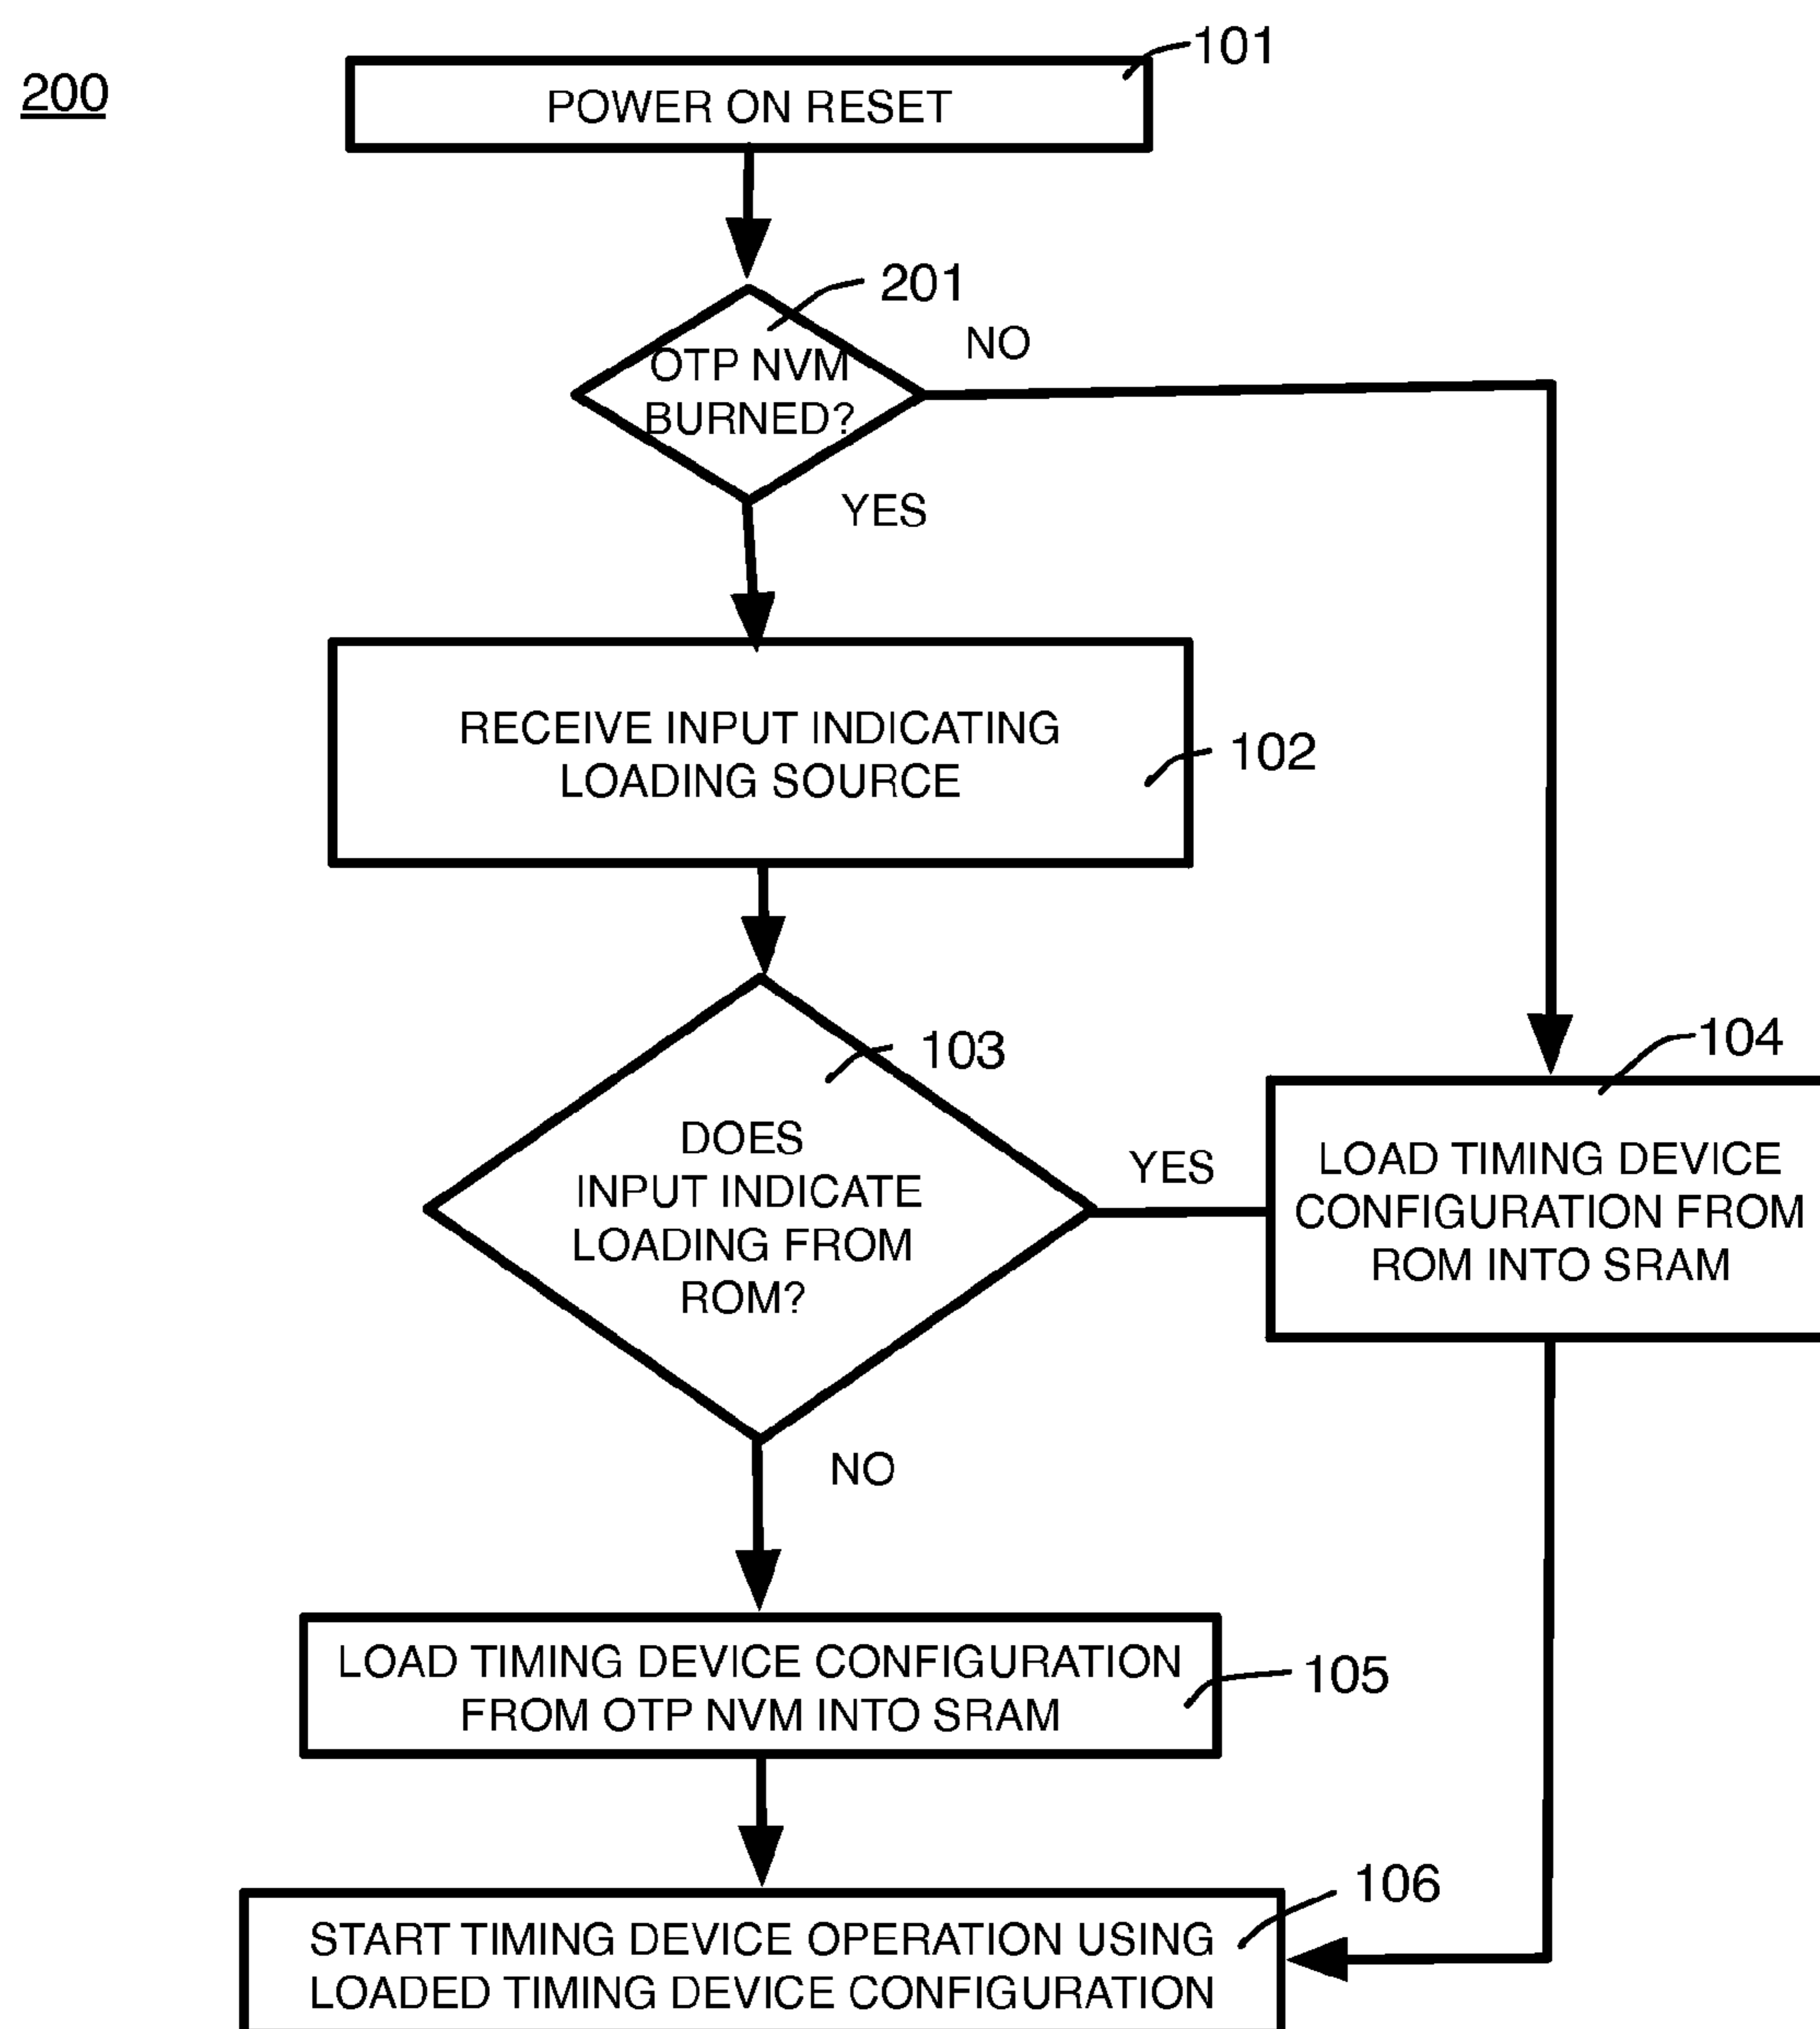 200
101
POWER ON RESET
201
NO
OTP NVM
BURNED?
YES
RECEIVE INPUT INDICATING
LOADING SOURCE
102
103
104
DOES
INPUT INDICATE
LOADING FROM
ROM?
YES
LOAD TIMING DEVICE
CONFIGURATION FROM
ROM INTO SRAM
NO
LOAD TIMING DEVICE CONFIGURATION
FROM OTP NVM INTO SRAM
105
106
START TIMING DEVICE OPERATION USING
LOADED TIMING DEVICE CONFIGURATION